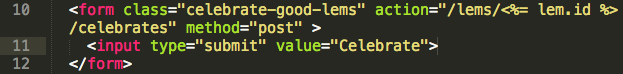 10 <form class="celebrate-good-lems" action="/lems/<%= lem.id %>
/celebrates" method="post" >
11 <input type="submit" value="Celebrate">
12 </form>